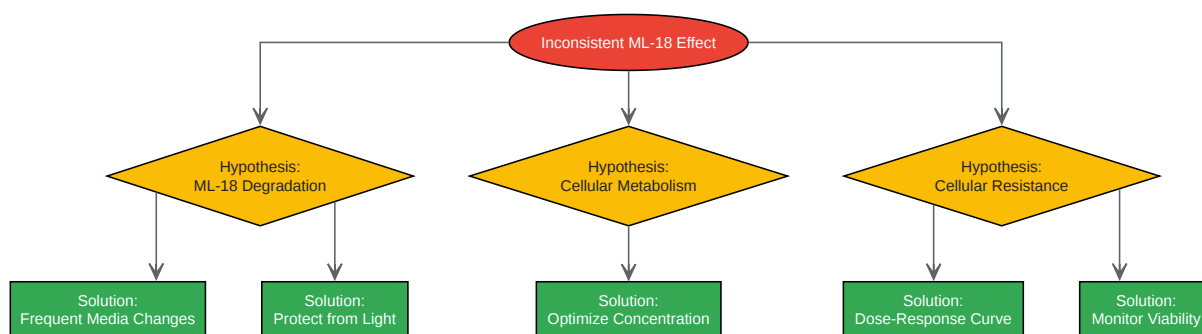 Inconsistent ML-18 Effect
Hypothesis:
ML-18 Degradation
Hypothesis:
Cellular Metabolism
Hypothesis:
Cellular Resistance
Solution:
Frequent Media Changes
Solution:
Protect from Light
Solution:
Optimize Concentration
Solution:
Dose-Response Curve
Solution:
Monitor Viability